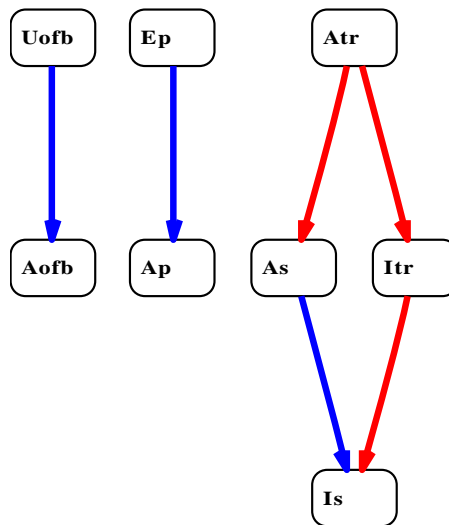 Uofb
Ep
Atr
Aofb
Ap
As
Itr
Is